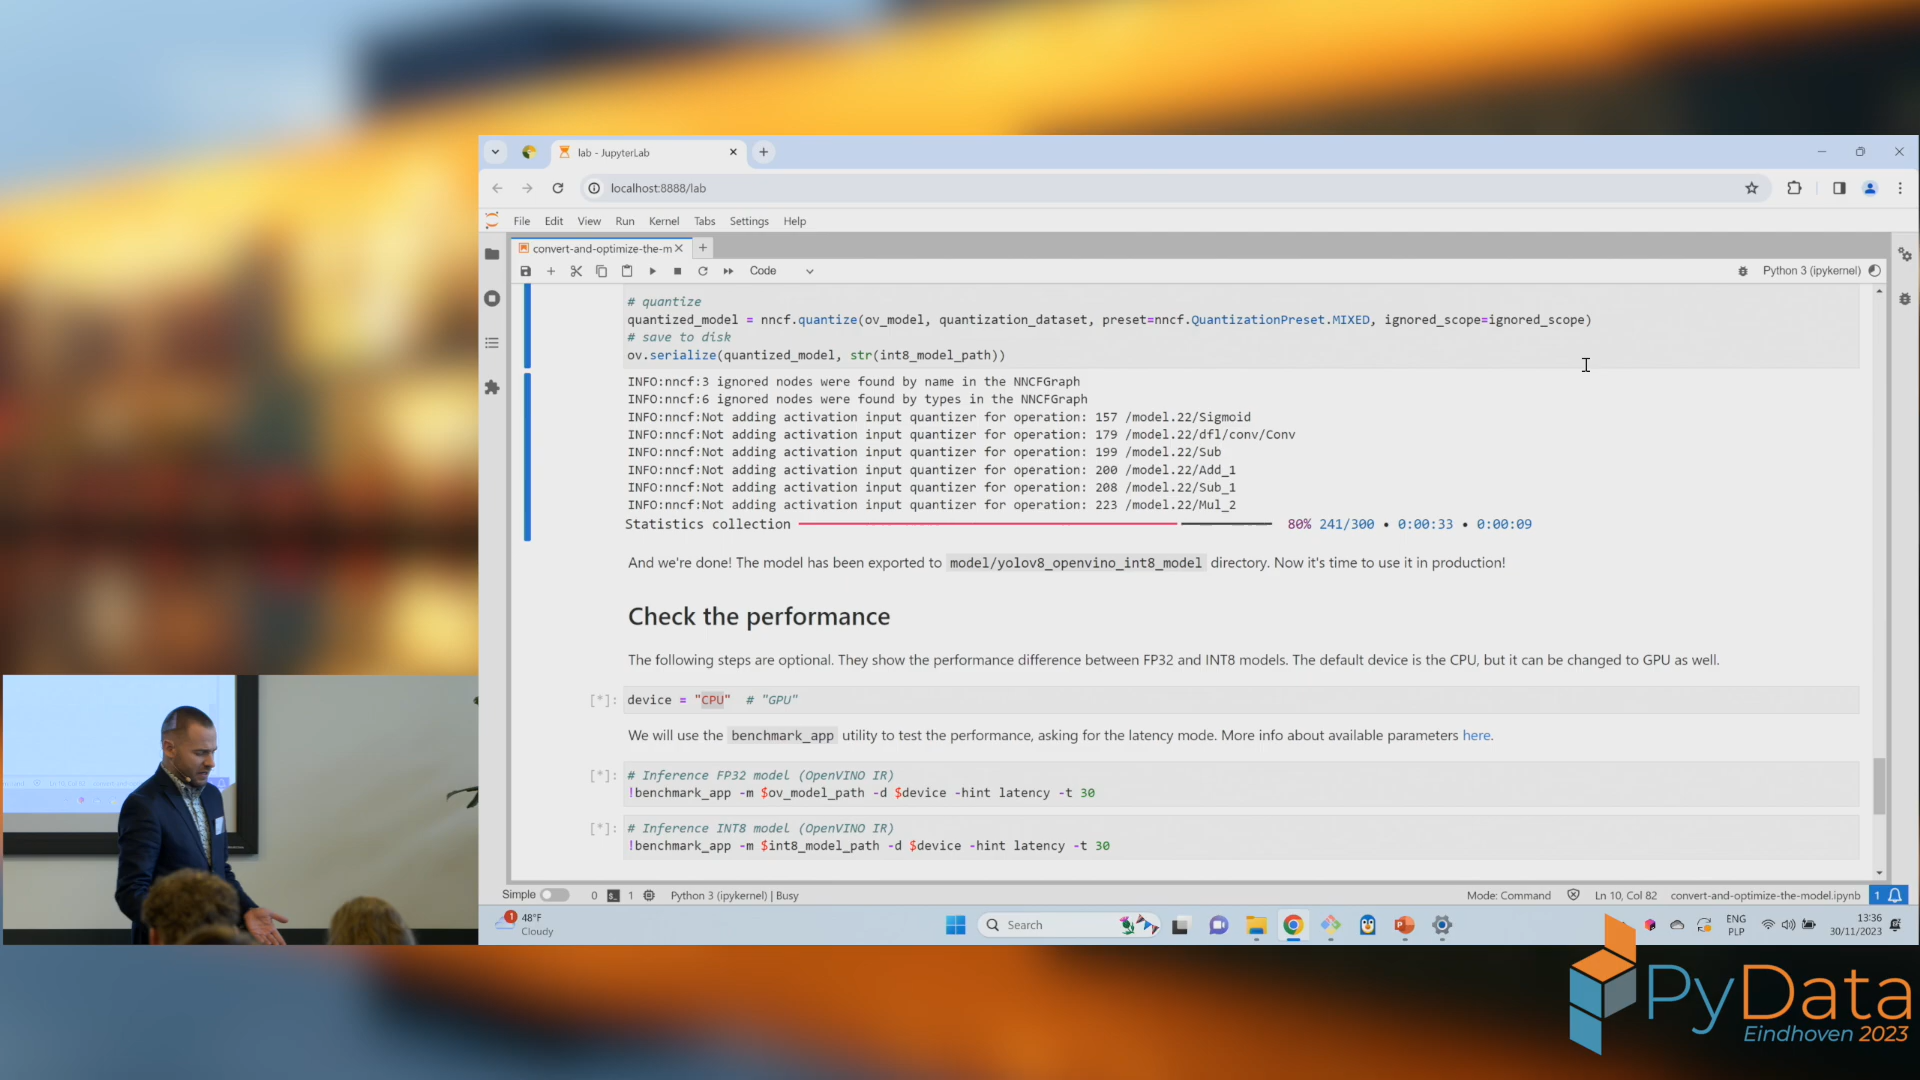 lab - JupyterLab
localhost:8888/lab
File Edit View Run Kernel Tabs Settings Help
convert-and-optimize-the-m
Code
Python 3 (ipykernel)
# quantize
quantized_model = nncf.quantize(ov_model, quantization_dataset, preset=nncf.QuantizationPreset.MIXED, ignored_scope=ignored_scope)
# save to disk
ov.serialize(quantized_model, str(int8_model_path))
INFO:nncf:3 ignored nodes were found by name in the NNCFGraph
INFO:nncf:6 ignored nodes were found by types in the NNCFGraph
INFO:nncf:Not adding activation input quantizer for operation: 157 /model.22/Sigmoid
INFO:nncf:Not adding activation input quantizer for operation: 179 /model.22/dfl/conv/Conv
INFO:nncf:Not adding activation input quantizer for operation: 199 /model.22/Sub
INFO:nncf:Not adding activation input quantizer for operation: 200 /model.22/Add_1
INFO:nncf:Not adding activation input quantizer for operation: 208 /model.22/Sub_1
INFO:nncf:Not adding activation input quantizer for operation: 223 /model.22/Mul_2
Statistics collection 80% 241/300 • 0:00:33 • 0:00:09
And we're done! The model has been exported to model/yolov8_openvino_int8_model directory. Now it's time to use it in production!
Check the performance
The following steps are optional. They show the performance difference between FP32 and INT8 models. The default device is the CPU, but it can be changed to GPU as well.
[*]: device = "CPU" # "GPU"
We will use the benchmark_app utility to test the performance, asking for the latency mode. More info about available parameters here.
[*]: # Inference FP32 model (OpenVINO IR)
!benchmark_app -m $ov_model_path -d $device -hint latency -t 30
[*]: # Inference INT8 model (OpenVINO IR)
!benchmark_app -m $int8_model_path -d $device -hint latency -t 30
Simple 0 1 Python 3 (ipykernel) | Busy Mode: Command Ln 10, Col 82 convert-and-optimize-the-model.ipynb 1
1 48°F
Cloudy
Search
ENG
PLP
13:36
30/11/2023
PyData
Eindhoven 2023